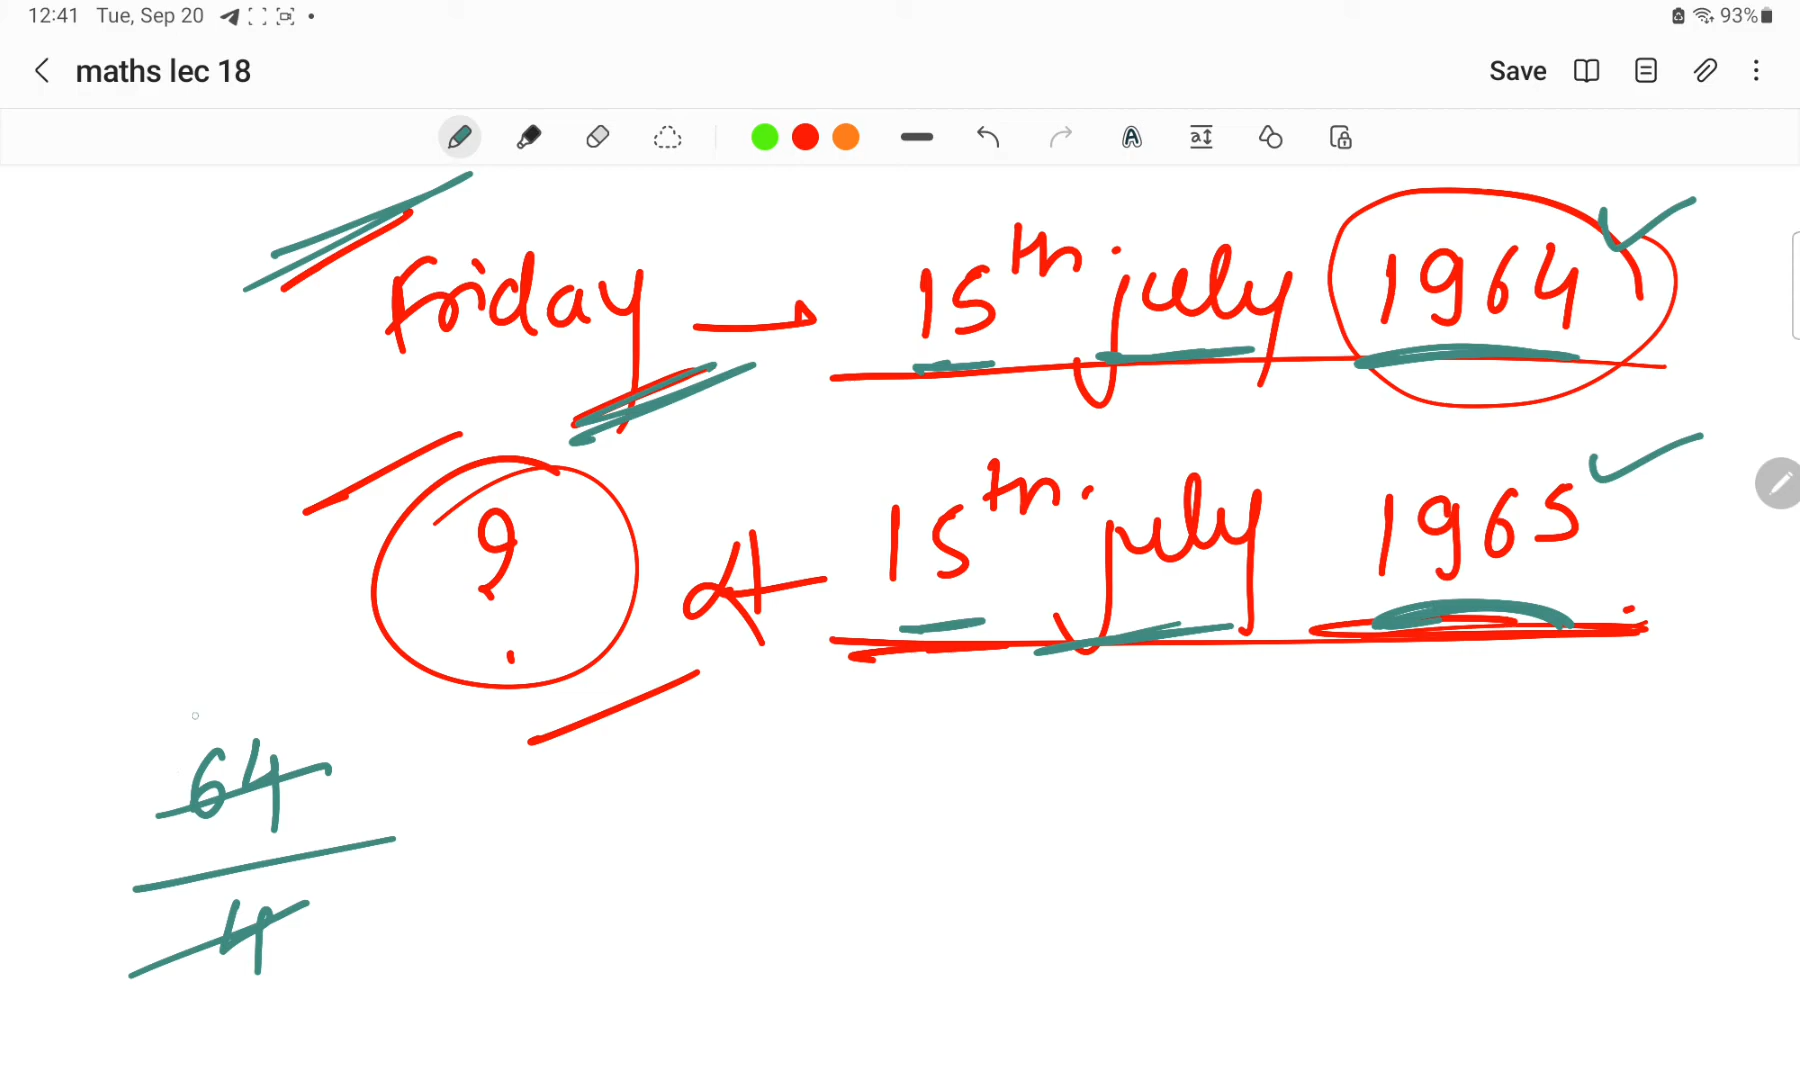 12:41 Tue, Sep 20 93%
maths lec 18 Save
Friday → 15th july 1964
? ← 15th july 1965
64
4